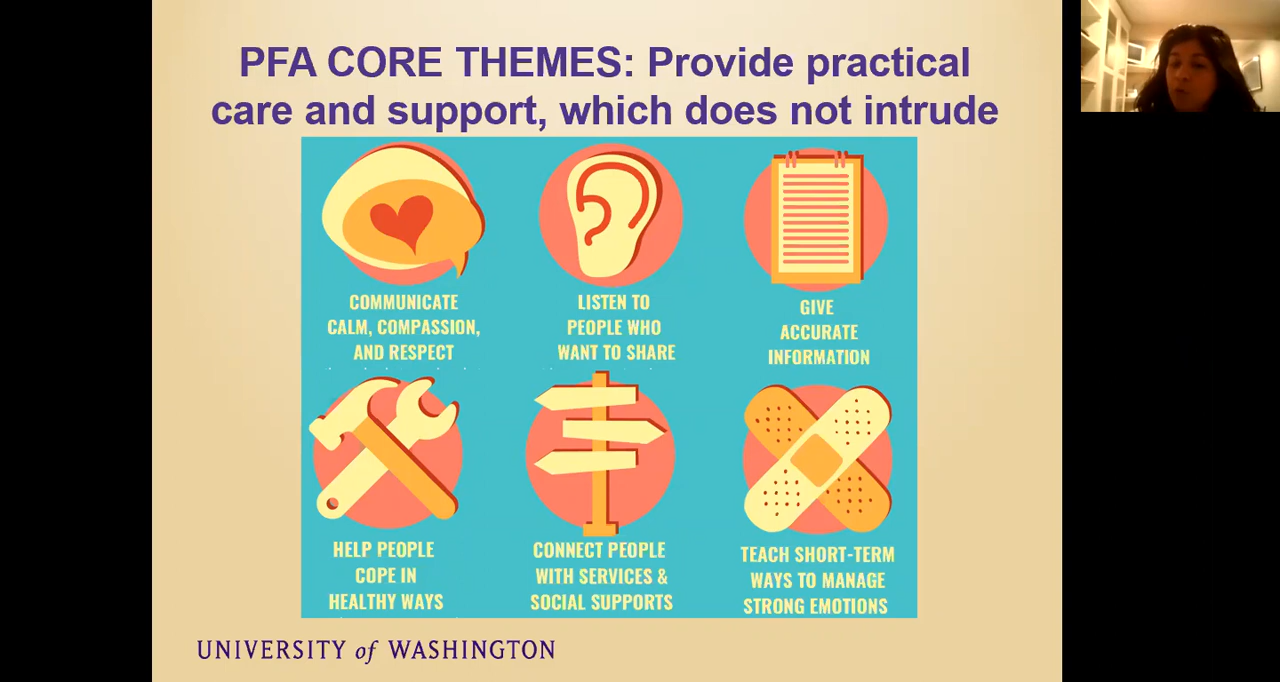 PFA CORE THEMES: Provide practical
care and support, which does not intrude
COMMUNICATE
CALM, COMPASSION,
AND RESPECT
LISTEN TO
PEOPLE WHO
WANT TO SHARE
GIVE
ACCURATE
INFORMATION
HELP PEOPLE
COPE IN
HEALTHY WAYS
CONNECT PEOPLE
WITH SERVICES &
SOCIAL SUPPORTS
TEACH SHORT-TERM
WAYS TO MANAGE
STRONG EMOTIONS
UNIVERSITY of WASHINGTON